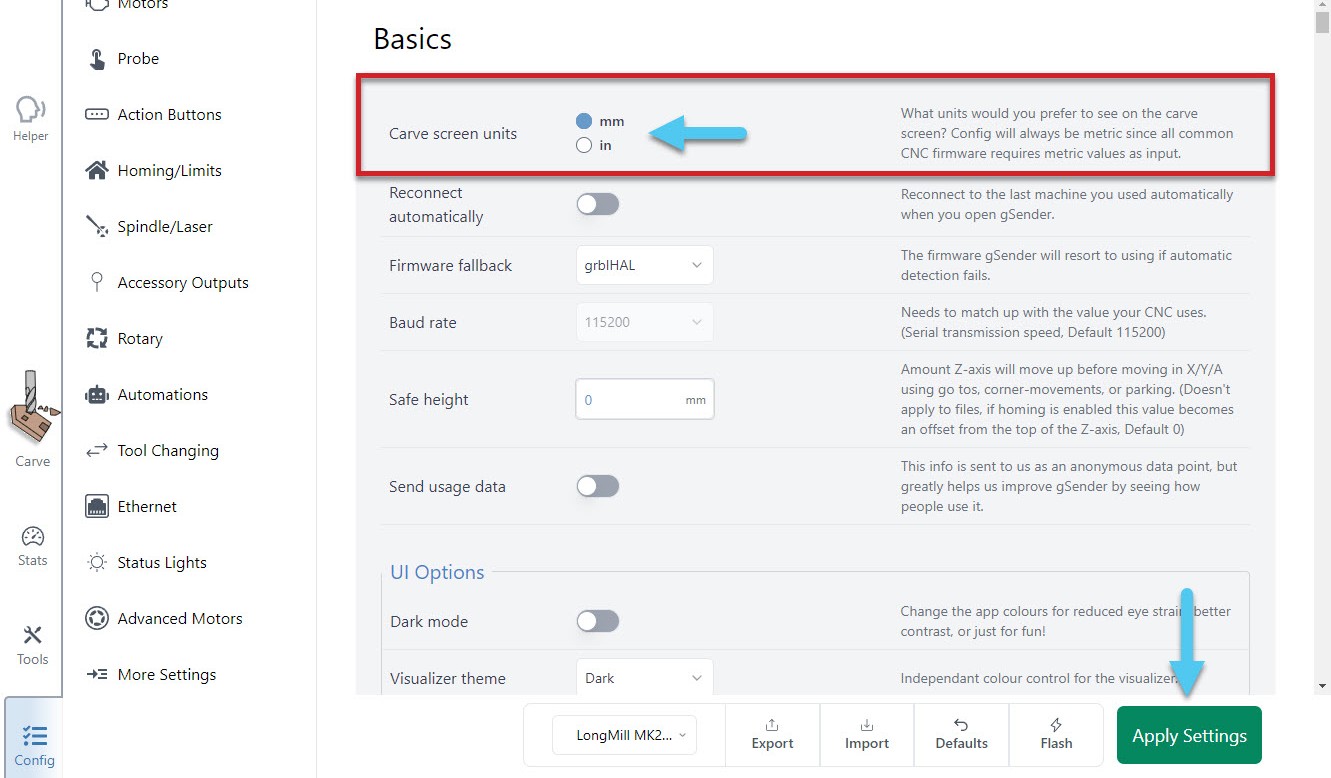 Motors
Probe
Action Buttons
Homing/Limits
Spindle/Laser
Accessory Outputs
Rotary
Automations
Tool Changing
Ethernet
Status Lights
Advanced Motors
More Settings
Helper
Carve
Stats
Tools
Config
Basics
Carve screen units
mm
in
What units would you prefer to see on the carve
screen? Config will always be metric since all common
CNC firmware requires metric values as input.
Reconnect
automatically
Reconnect to the last machine you used automatically
when you open gSender.
Firmware fallback
grblHAL
The firmware gSender will resort to using if automatic
detection fails.
Baud rate
115200
Needs to match up with the value your CNC uses.
(Serial transmission speed, Default 115200)
Safe height
0 mm
Amount Z-axis will move up before moving in X/Y/A
using go tos, corner-movements, or parking. (Doesn't
apply to files, if homing is enabled this value becomes
an offset from the top of the Z-axis, Default 0)
Send usage data
This info is sent to us as an anonymous data point, but
greatly helps us improve gSender by seeing how
people use it.
UI Options
Dark mode
Change the app colours for reduced eye strain, better
contrast, or just for fun!
Visualizer theme
Dark
Independant colour control for the visualizer.
LongMill MK2...
Export
Import
Defaults
Flash
Apply Settings